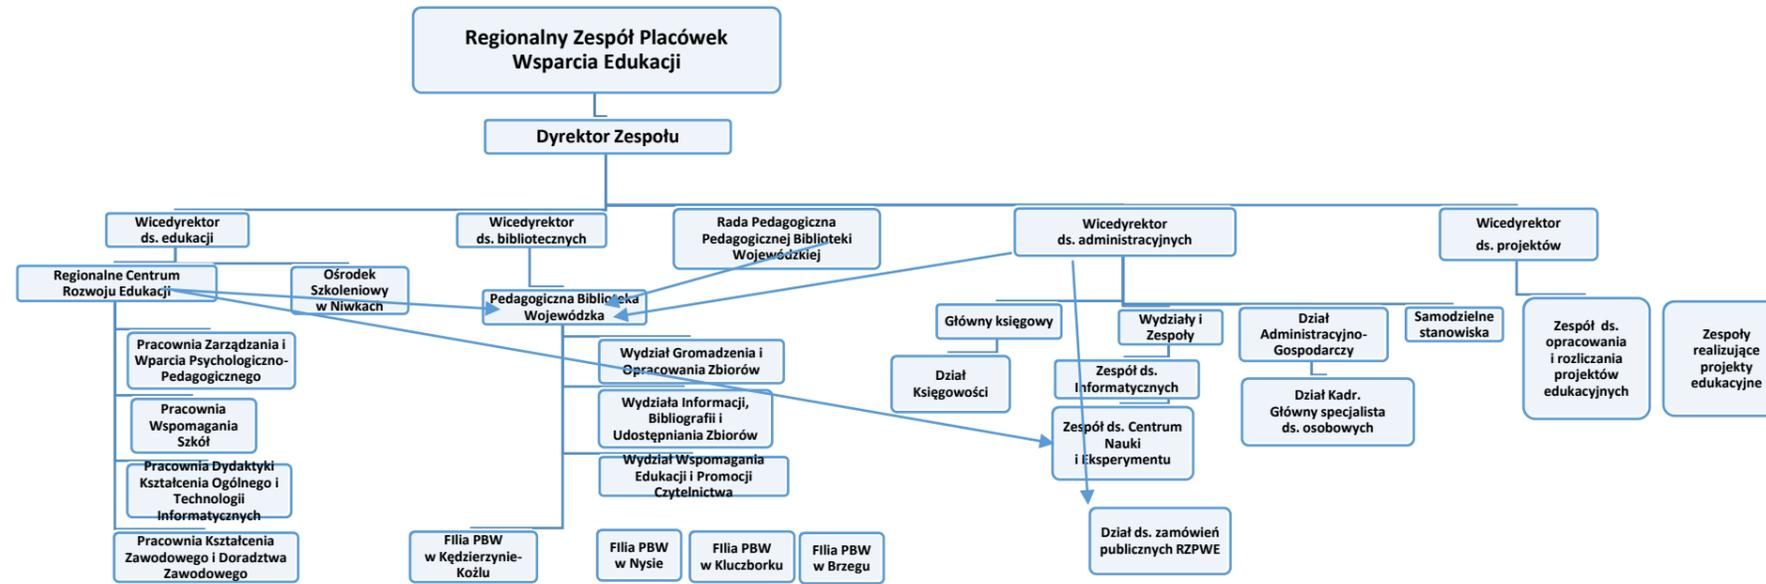 Regionalny Zespół Placówek
Wsparcia Edukacji
Dyrektor Zespołu
Wicedyrektor
ds. edukacji
Wicedyrektor
ds. bibliotecznych
Rada Pedagogiczna
Pedagogicznej Biblioteki
Wojewódzkiej
Wicedyrektor
ds. administracyjnych
Wicedyrektor
ds. projektów
Regionalne Centrum
Rozwoju Edukacji
Ośrodek
Szkoleniowy
w Niwkach
Pedagogiczna Biblioteka
Wojewódzka
Główny księgowy
Wydziały i
Zespoły
Dział
Administracyjno-
Gospodarczy
Samodzielne
stanowiska
Zespół  ds.
opracowania
i rozliczania
projektów
edukacyjnych
Zespoły
realizujące
projekty
edukacyjne
Pracownia Zarządzania i
Wparcia Psychologiczno-
Pedagogicznego
Wydział Gromadzenia i
Opracowania Zbiorów
Dział
Księgowości
Zespół ds.
Informatycznych
Dział Kadr.
Główny specjalista
ds. osobowych
Pracownia
Wspomagania
Szkół
Wydziała Informacji,
Bibliografii i
Udostępniania Zbiorów
Zespół ds. Centrum
Nauki
i Eksperymentu
Pracownia Dydaktyki
Kształcenia Ogólnego i
Technologii
Informatycznych
Wydział Wspomagania
Edukacji i Promocji
Czytelnictwa
Dział ds. zamówień
publicznych RZPWE
Pracownia Kształcenia
Zawodowego i Doradztwa
Zawodowego
FIlia PBW
w Kędzierzynie-
Koźlu
FIlia PBW
w Nysie
FIlia PBW
w Kluczborku
FIlia PBW
w Brzegu